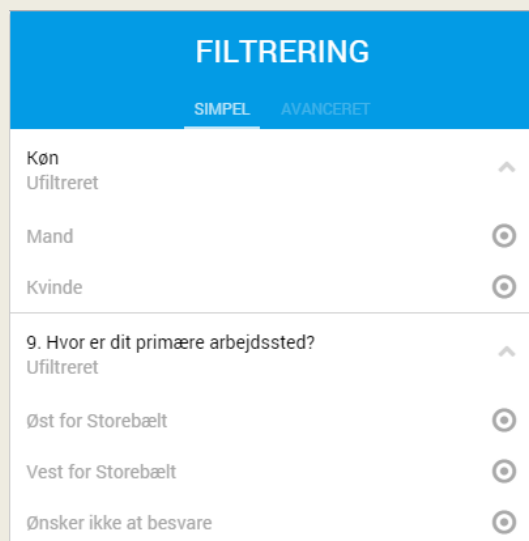 FILTRERING
SIMPEL AVANCERET
Køn
Ufiltreret
Mand
Kvinde
9. Hvor er dit primære arbejdssted?
Ufiltreret
Øst for Storebælt
Vest for Storebælt
Ønsker ikke at besvare